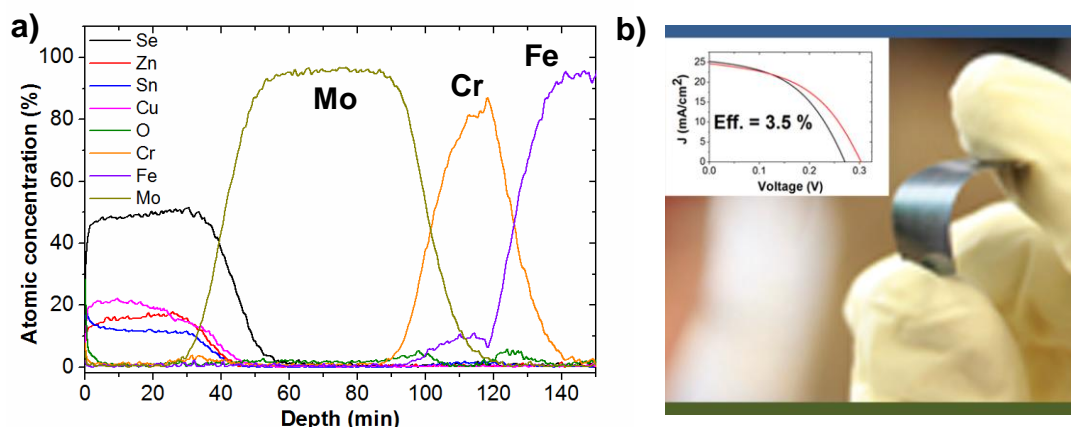 a)
Se
Zn
Sn
Cu
O
Cr
Fe
Mo
Mo
Cr
Fe
100
80
60
40
20
0
Atomic concentration (%)
0 20 40 60 80 100 120 140
Depth (min)
b)
25
20
15
10
5
0
J (mA/cm²)
Eff. = 3.5 %
0.0 0.1 0.2 0.3
Voltage (V)